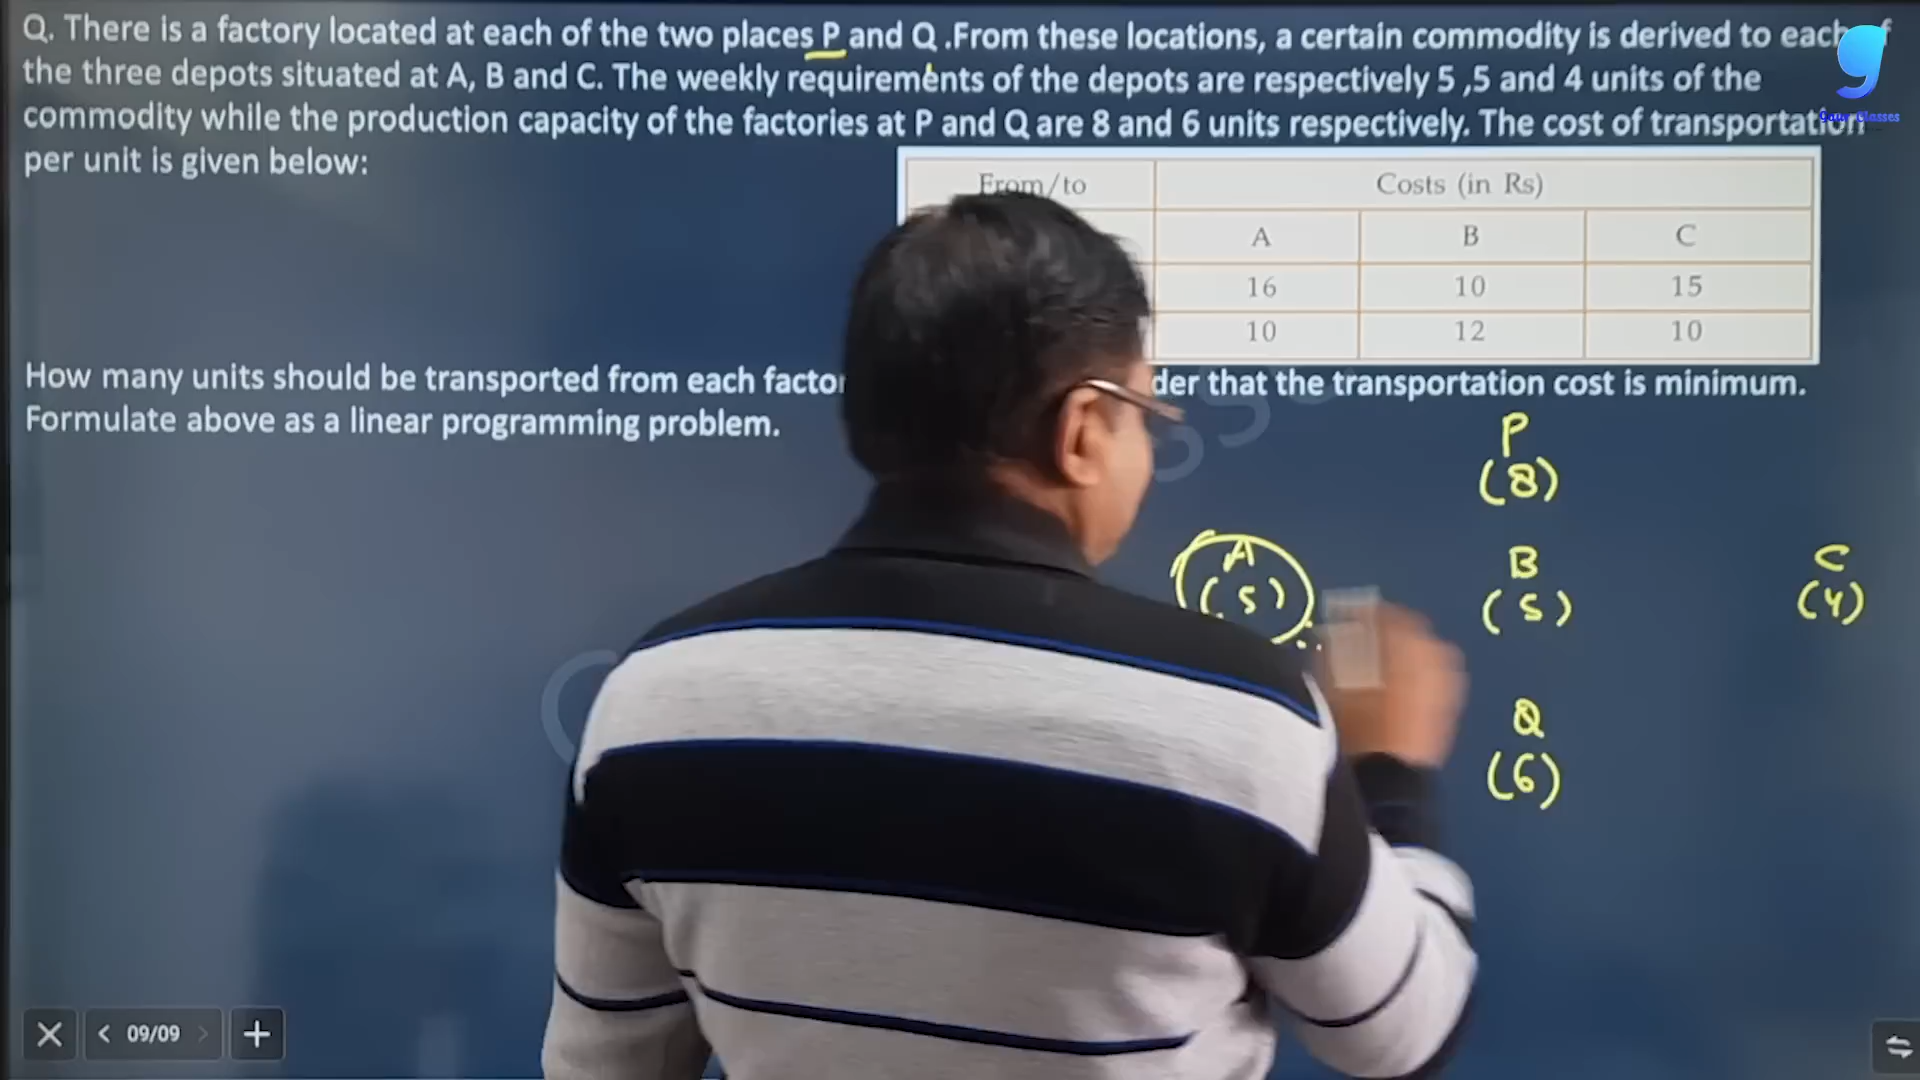 Q. There is a factory located at each of the two places P and Q .From these locations, a certain commodity is derived to each of
the three depots situated at A, B and C. The weekly requirements of the depots are respectively 5 ,5 and 4 units of the
commodity while the production capacity of the factories at P and Q are 8 and 6 units respectively. The cost of transportation
per unit is given below:
From/to Costs (in Rs)
A B C
16 10 15
10 12 10
How many units should be transported from each der that the transportation cost is minimum.
Formulate above as a linear programming problem.
P
(8)
A B C
(5) (5) (4)
Q
(6)
g
Gaur Classes
09/09